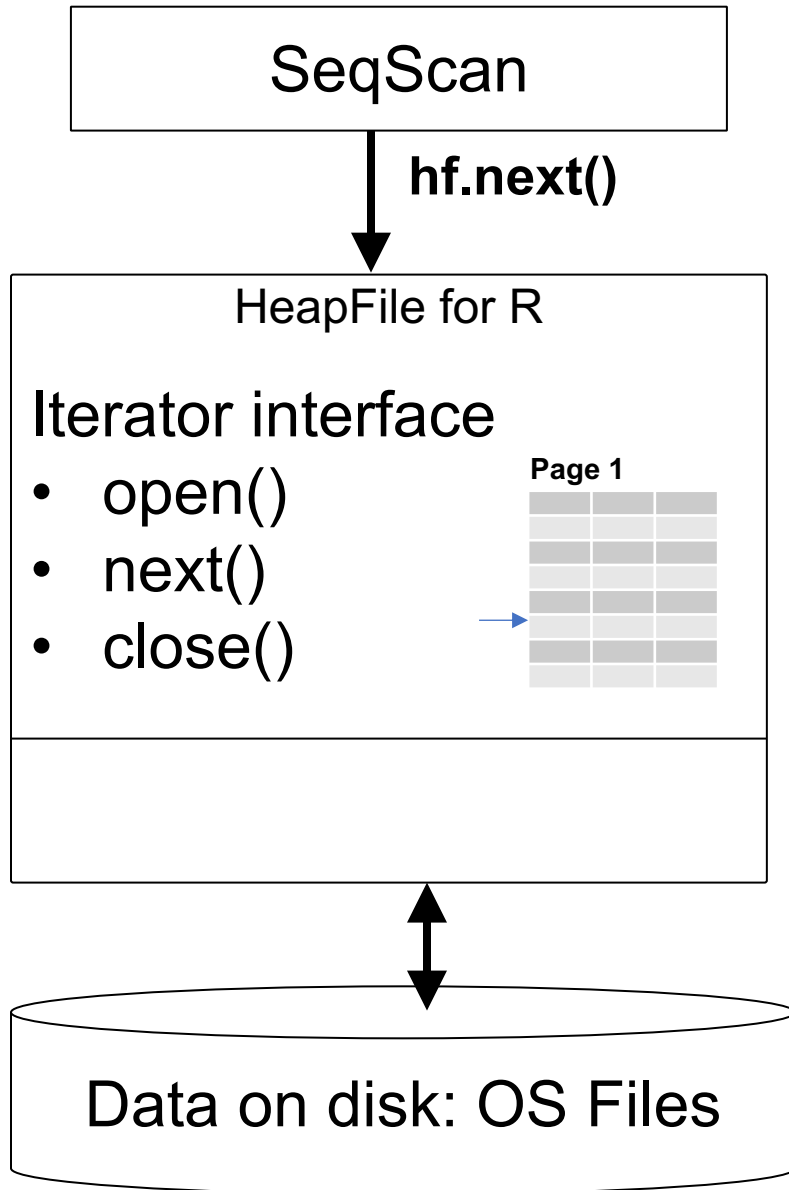 SeqScan
hf.next()
HeapFile for R
Iterator interface
• open()
• next()
• close()
Page 1
Data on disk: OS Files